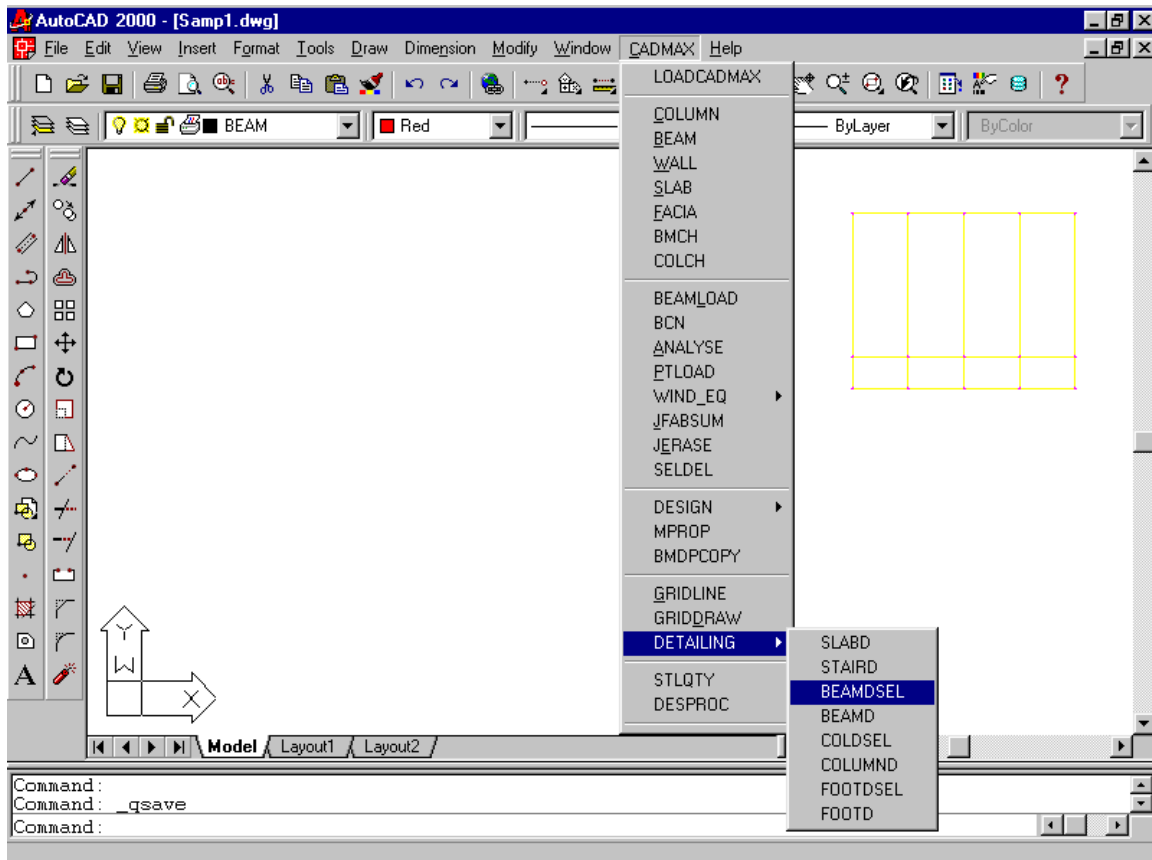 AutoCAD 2000 - [Samp1.dwg]
File Edit View Insert Format Tools Draw Dimension Modify Window CADMAX Help
BEAM Red ByLayer ByColor
LOADCADMAX
COLUMN
BEAM
WALL
SLAB
FACIA
BMCH
COLCH
BEAMLOAD
BCN
ANALYSE
PTLOAD
WIND_EQ
JFABSUM
JERASE
SELDEL
DESIGN
MPROP
BMDPCOPY
GRIDLINE
GRIDDRAW
DETAILING
STLQTY
DESPROC
SLABD
STAIRD
BEAMDSEL
BEAMD
COLDSEL
COLUMND
FOOTDSEL
FOOTD
A
Y
W
X
Model Layout1 Layout2
Command:
Command: _qsave
Command: